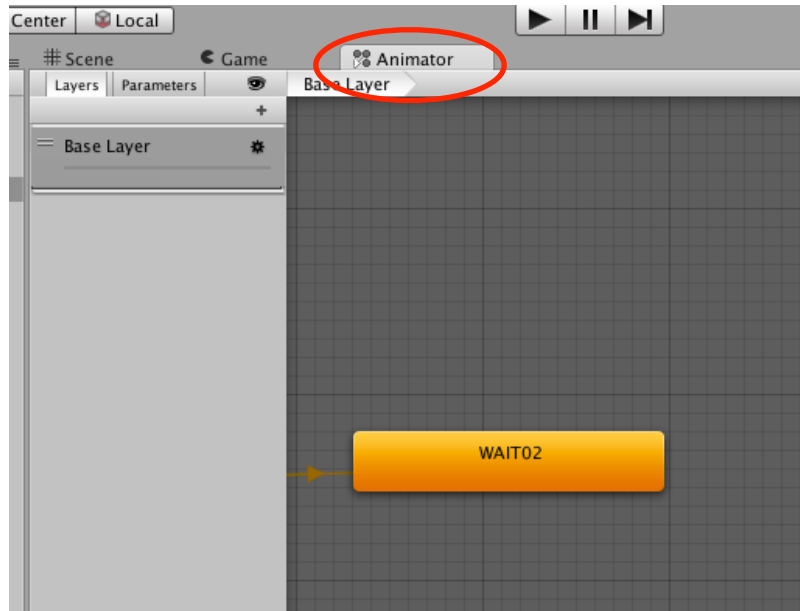 Center Local
Scene Game Animator
Layers Parameters Base Layer
+
Base Layer
WAIT02